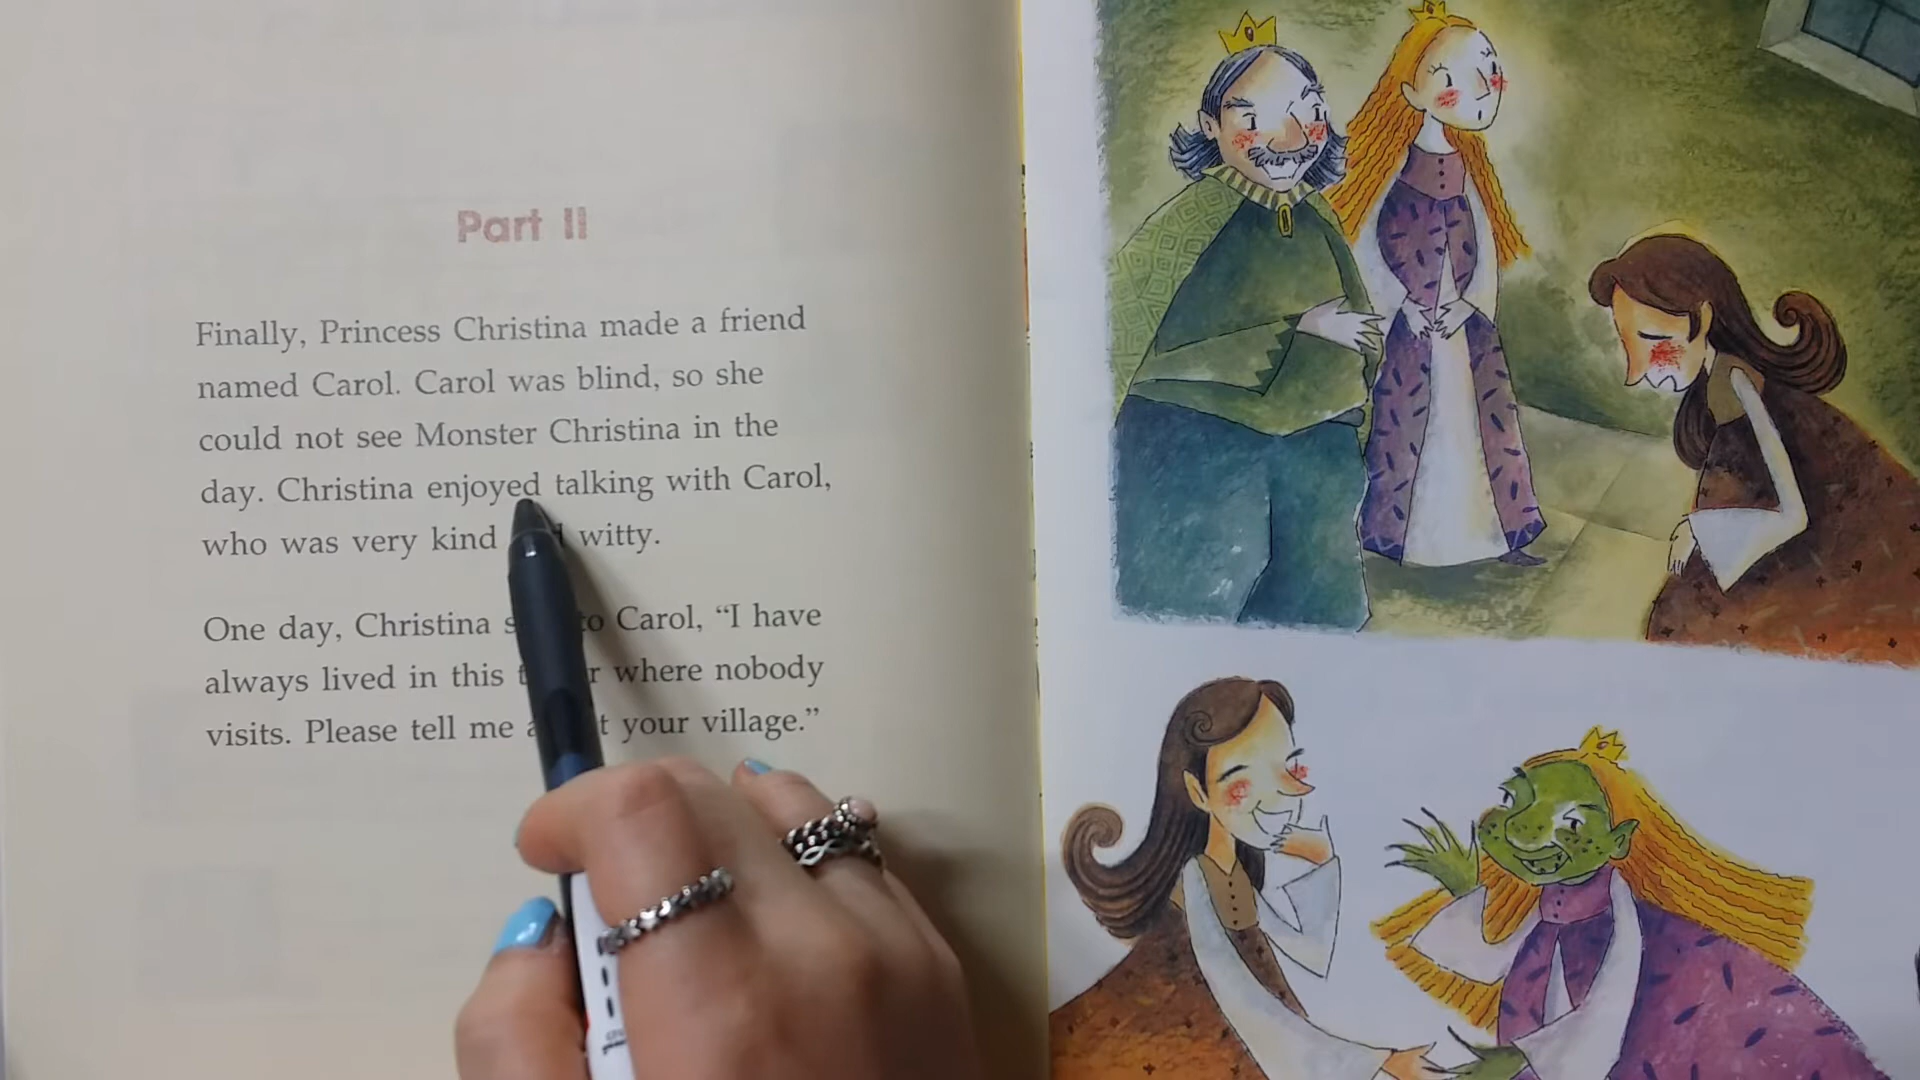 Part II
Finally, Princess Christina made a friend
named Carol. Carol was blind, so she
could not see Monster Christina in the
day. Christina enjoyed talking with Carol,
who was very kind witty.
One day, Christina to Carol, “I have
always lived in this where nobody
visits. Please tell me your village.”